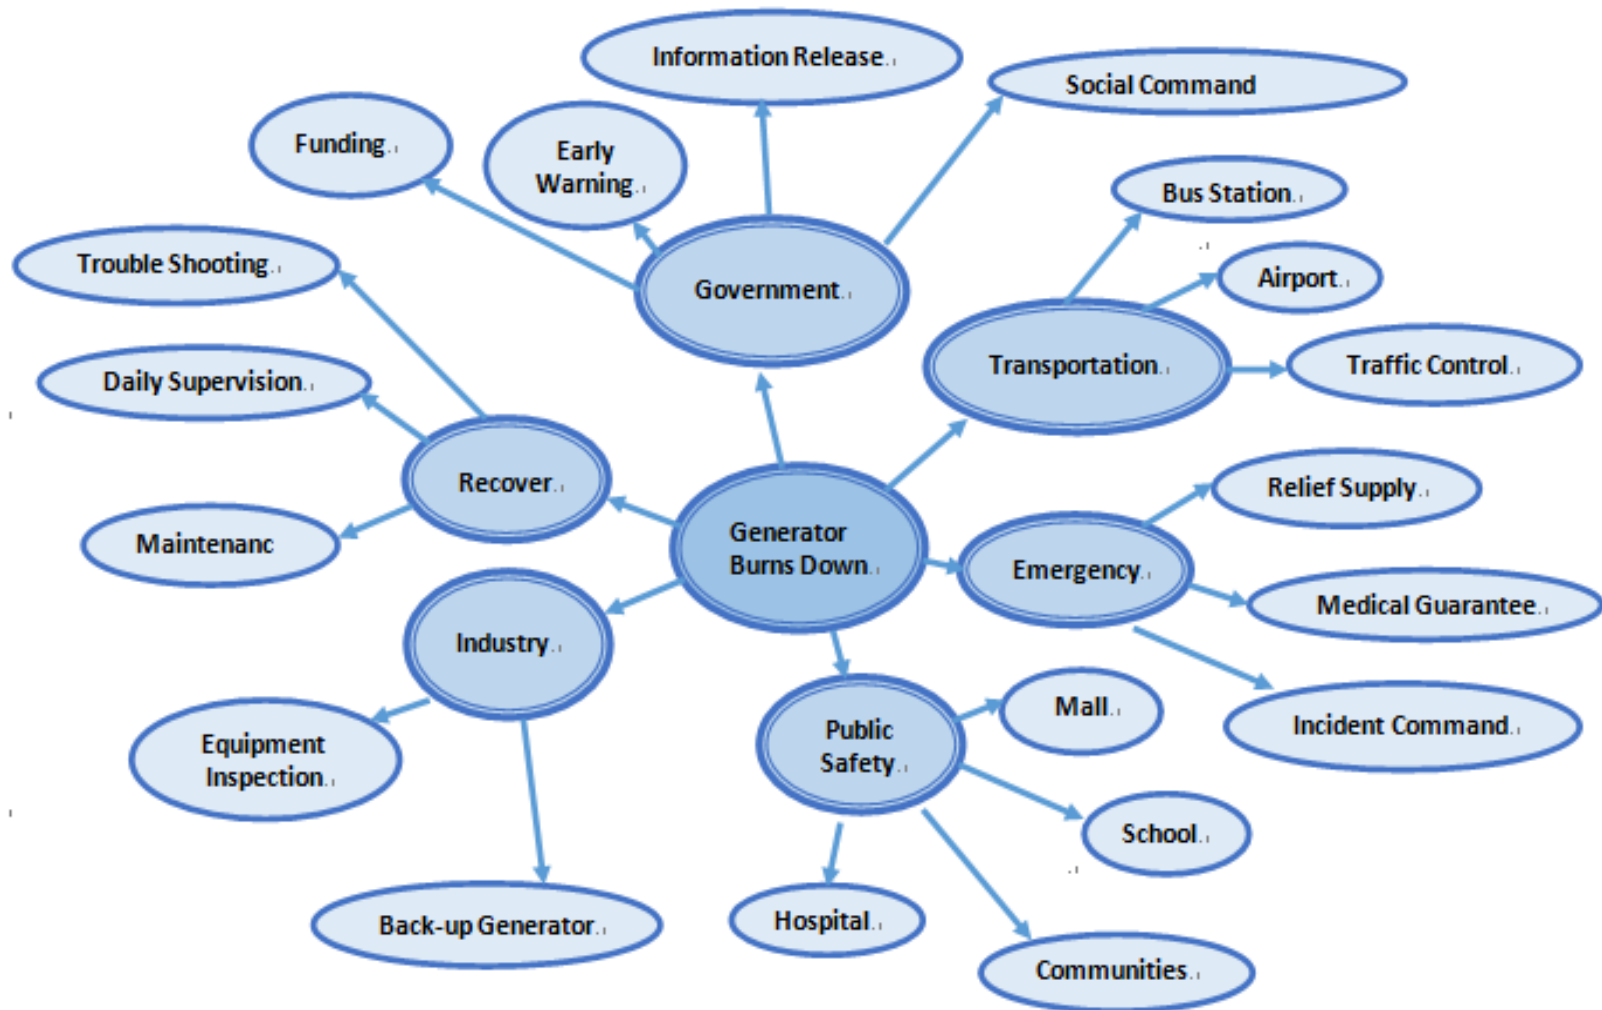 Information Release
Social Command
Funding
Early
Warning
Bus Station
Trouble Shooting
Airport
Government
Transportation
Traffic Control
Daily Supervision
Recover
Relief Supply
Generator
Burns Down
Maintenanc
Emergency
Medical Guarantee
Industry
Mall
Incident Command
Public
Safety
Equipment
Inspection
School
Back-up Generator
Hospital
Communities